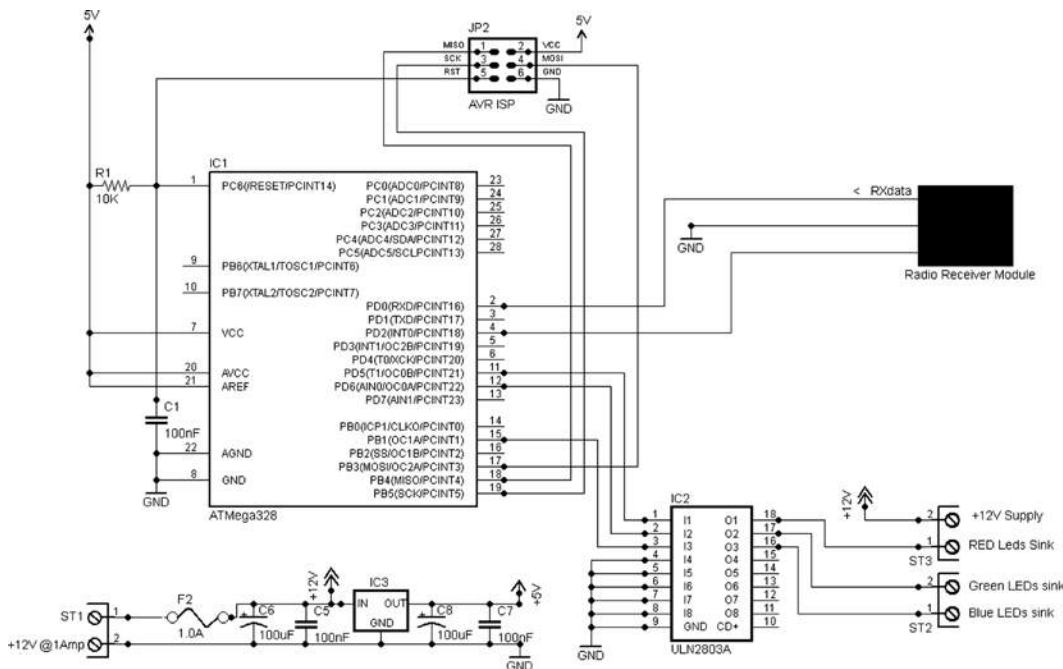 5V
JP2
5V
MISO 1 2 VCC
SCK 3 4 MOSI
RST 5 6 GND
AVR ISP
GND
IC1
R1
10K
1 PC6(/RESET/PCINT14)
9 PB6(XTAL1/TOSC1/PCINT6)
10 PB7(XTAL2/TOSC2/PCINT7)
7 VCC
20 AVCC
21 AREF
C1
100nF
22 AGND
8 GND
GND
ATMega328
PC0(ADC0/PCINT8) 23
PC1(ADC1/PCINT9) 24
PC2(ADC2/PCINT10) 25
PC3(ADC3/PCINT11) 26
PC4(ADC4/SDA/PCINT12) 27
PC5(ADC5/SCLPCINT13) 28
PD0(RXD/PCINT16) 2
PD1(TXD/PCINT17) 3
PD2(INT0/PCINT18) 4
PD3(INT1/OC2B/PCINT19) 5
PD4(T0/XCK/PCINT20) 6
PD5(T1/OC0B/PCINT21) 11
PD6(AIN0/OC0A/PCINT22) 12
PD7(AIN1/PCINT23) 13
PB0(ICP1/CLKO/PCINT0) 14
PB1(OC1A/PCINT1) 15
PB2(SS/OC1B/PCINT2) 16
PB3(MOSI/OC2A/PCINT3) 17
PB4(MISO/PCINT4) 18
PB5(SCK/PCINT5) 19
< RXdata
GND
Radio Receiver Module
IC2
1 I1 O1 18
2 I2 O2 17
3 I3 O3 16
4 I4 O4 15
5 I5 O5 14
6 I6 O6 13
7 I7 O7 12
8 I8 O8 11
9 GND CD+ 10
GND
ULN2803A
+12V
2 +12V Supply
1 RED Leds Sink
ST3
2 Green LEDs sink
1 Blue LEDs sink
ST2
ST1 1
+12V @1Amp 2
F2
1.0A
C6
100uF
+12V
C5
100nF
IC3
IN OUT
GND
C8
100uF
C7
100nF
+5V
GND